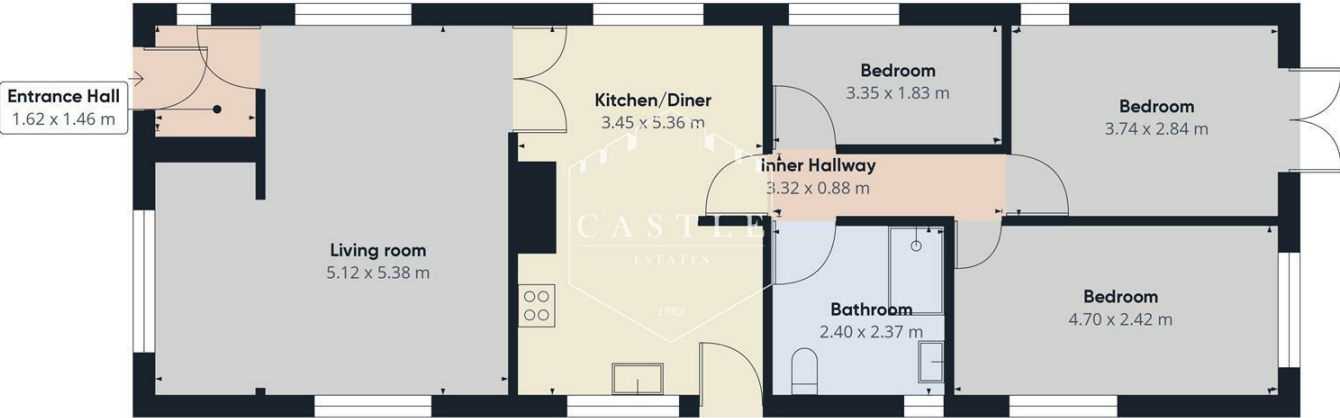 Entrance Hall
1.62 x 1.46 m
Living room
5.12 x 5.38 m
Kitchen/Diner
3.45 x 5.36 m
Bedroom
3.35 x 1.83 m
Bedroom
3.74 x 2.84 m
Inner Hallway
3.32 x 0.88 m
Bathroom
2.40 x 2.37 m
Bedroom
4.70 x 2.42 m
CASTLE
ESTATES
1982